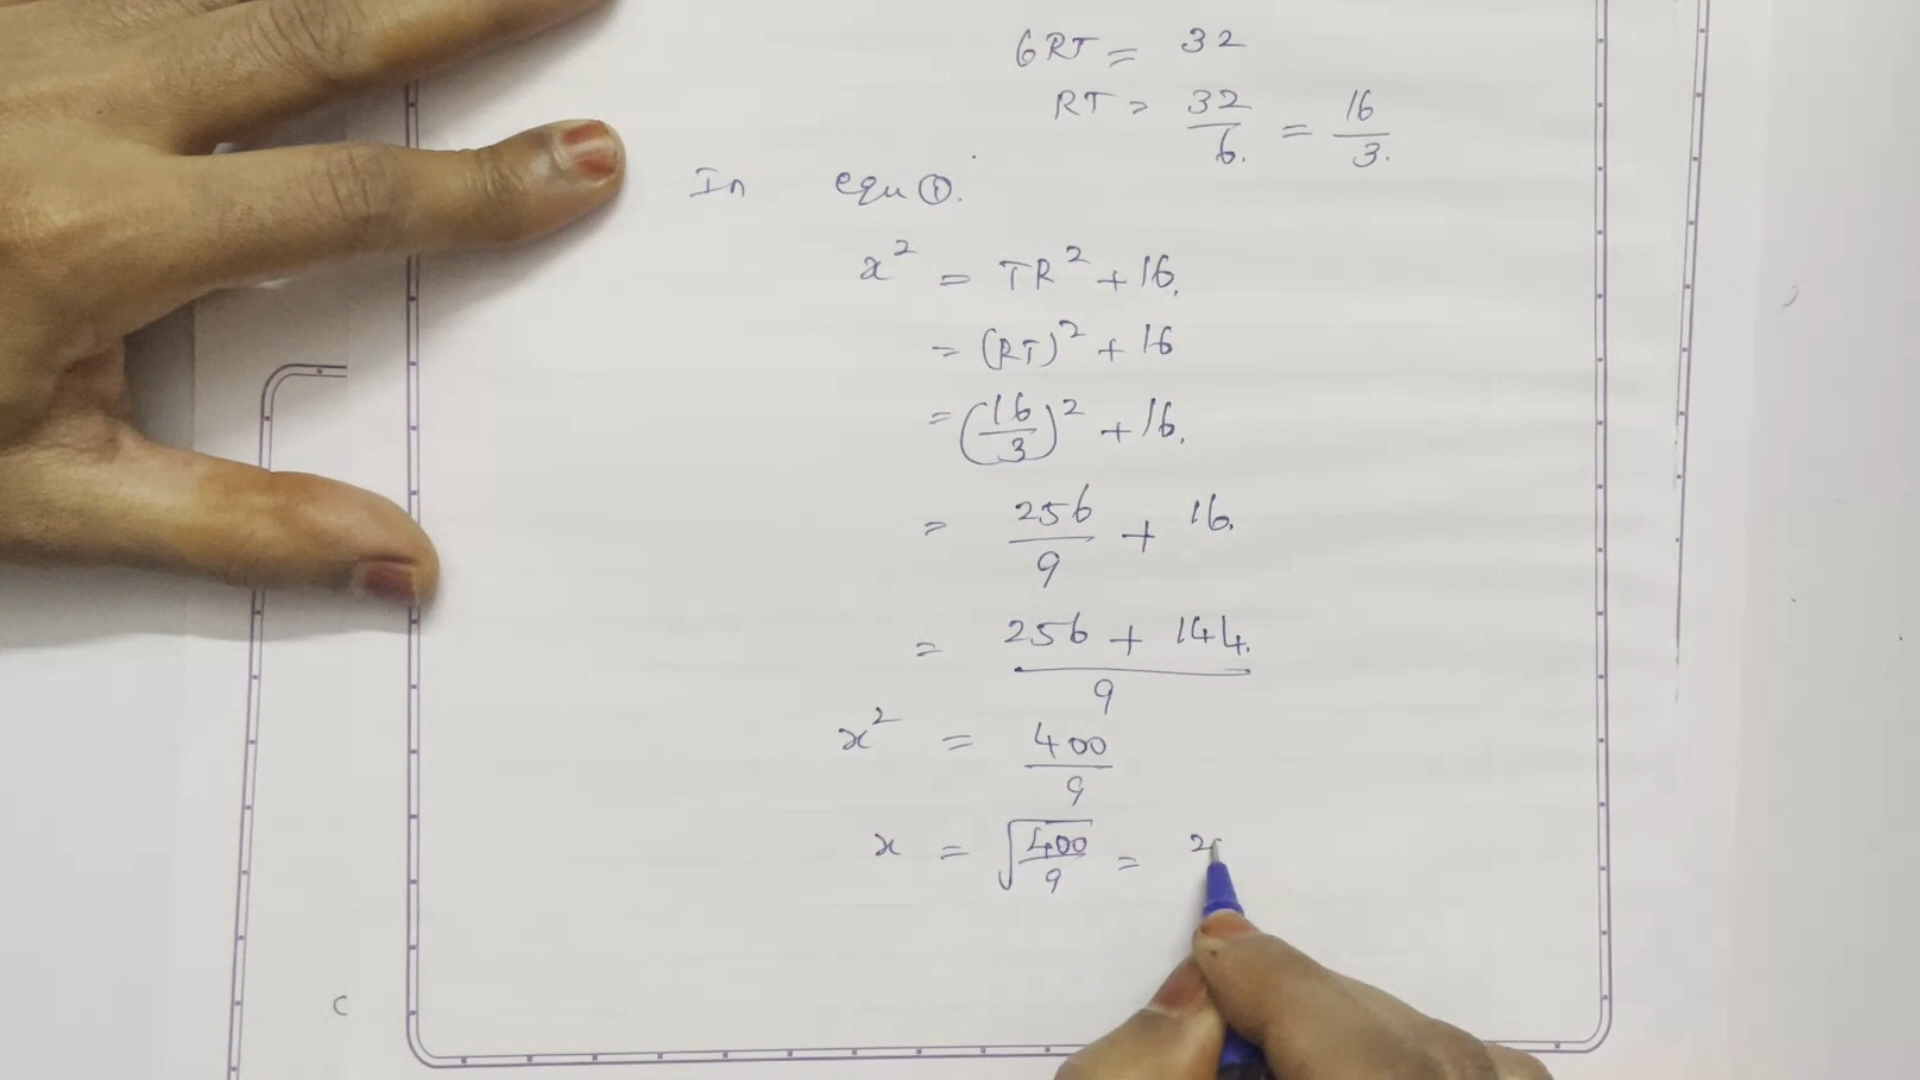 6RT = 32
RT = 32/6. = 16/3.
In equ ①.
x² = TR² + 16.
= (RT)² + 16
= (16/3)² + 16.
= 256/9 + 16.
= 256 + 144./9
x² = 400/9
x = √400/9 = 2
C